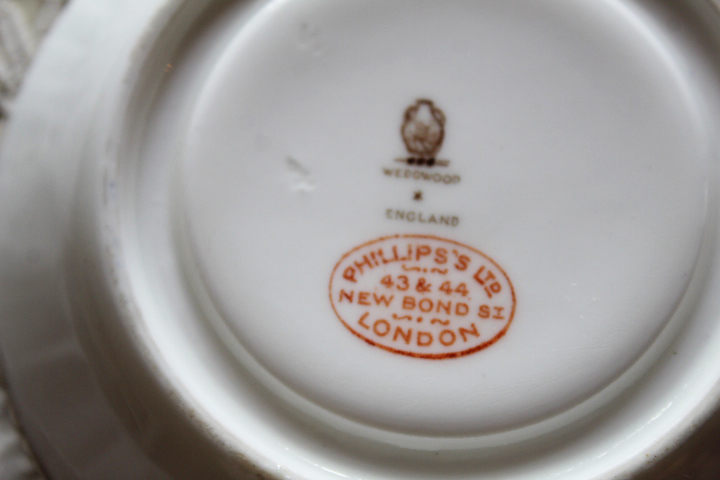 WEDGWOOD
ENGLAND
PHILLIPS'S LTD.
43 & 44
NEW BOND ST
LONDON